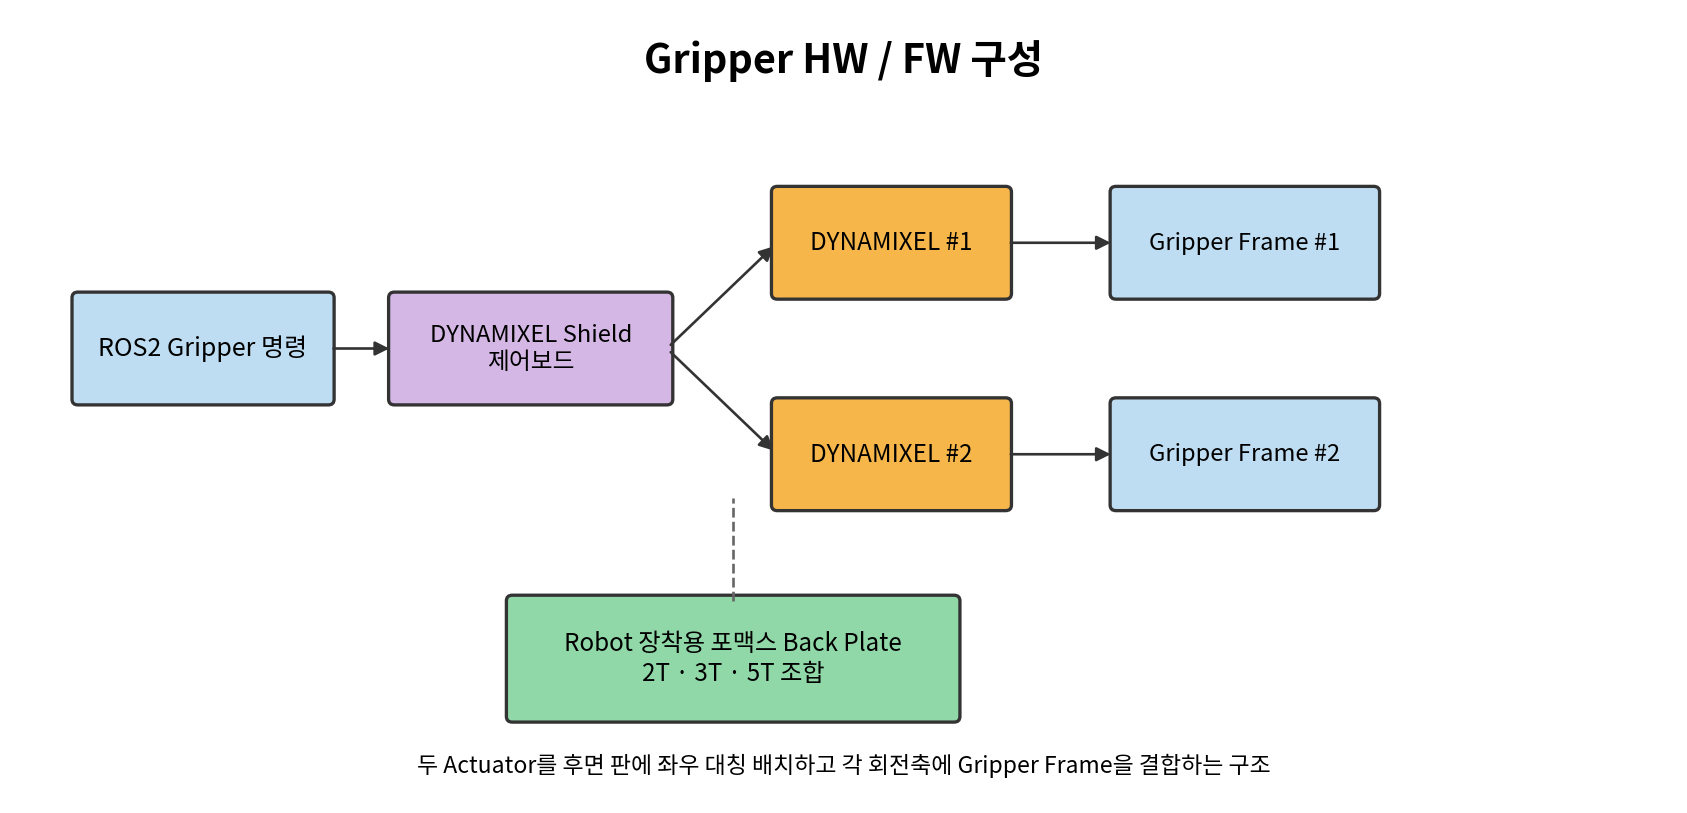 Gripper HW / FW 구성
DYNAMIXEL #1
Gripper Frame #1
ROS2 Gripper 명령
DYNAMIXEL Shield
제어보드
DYNAMIXEL #2
Gripper Frame #2
Robot 장착용 포맥스 Back Plate
2T · 3T · 5T 조합
두 Actuator를 후면 판에 좌우 대칭 배치하고 각 회전축에 Gripper Frame을 결합하는 구조